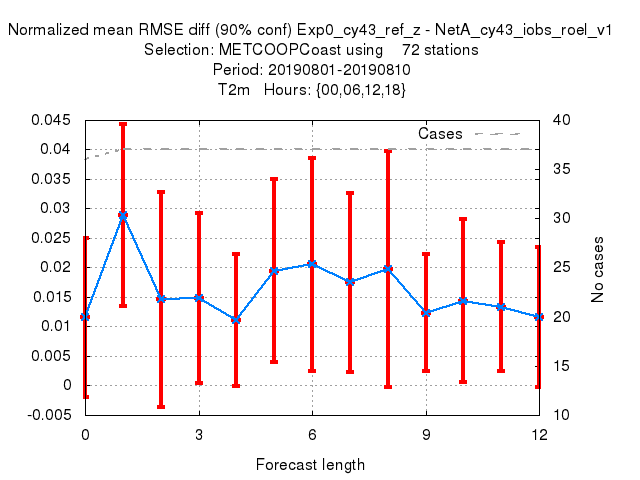 Normalized mean RMSE diff (90% conf) Exp0_cy43_ref_z - NetA_cy43_iobs_roel_v1
Selection: METCOOPCoast using 72 stations
Period: 20190801-20190810
T2m Hours: {00,06,12,18}
0.045
0.04
0.035
0.03
0.025
0.02
0.015
0.01
0.005
0
-0.005
Cases
40
35
30
25
20
15
10
No cases
0 3 6 9 12
Forecast length